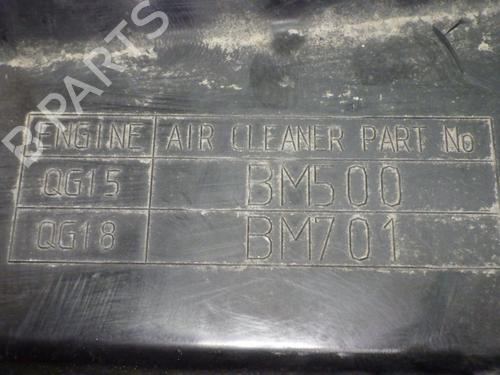 B-PARTS
ENGINE AIR CLEANER PART No
QG15 BM500
QG18 BM701